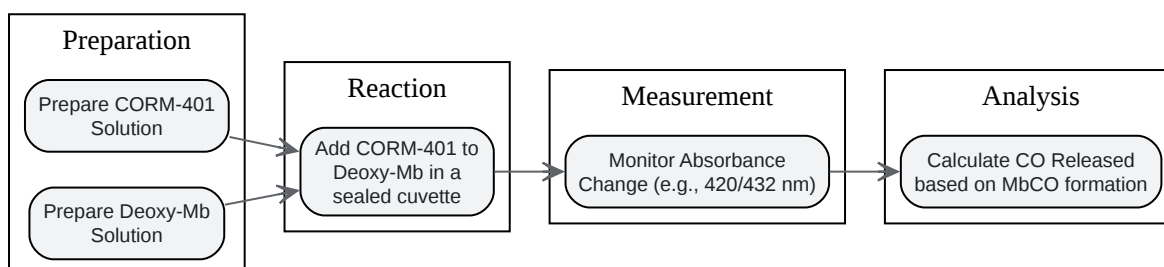 Preparation
Prepare CORM-401
Solution
Prepare Deoxy-Mb
Solution
Reaction
Add CORM-401 to
Deoxy-Mb in a
sealed cuvette
Measurement
Monitor Absorbance
Change (e.g., 420/432 nm)
Analysis
Calculate CO Released
based on MbCO formation